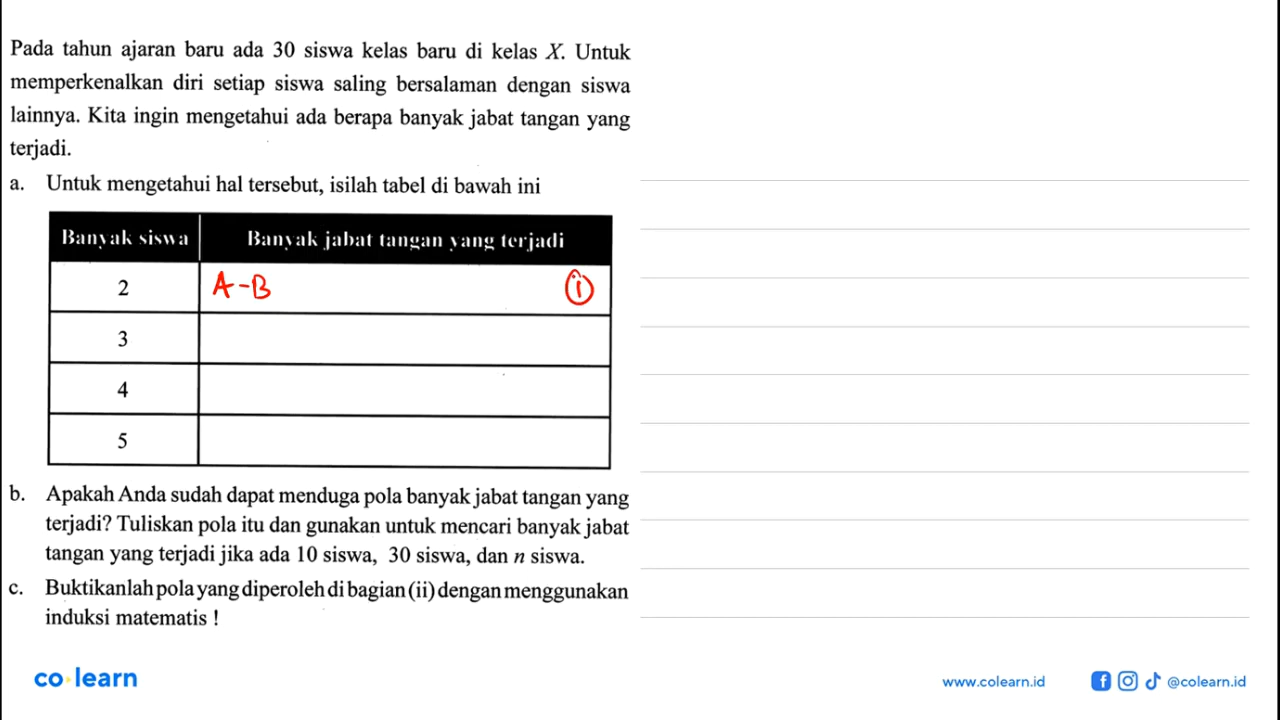 Pada tahun ajaran baru ada 30 siswa kelas baru di kelas X. Untuk
memperkenalkan diri setiap siswa saling bersalaman dengan siswa
lainnya. Kita ingin mengetahui ada berapa banyak jabat tangan yang
terjadi.
a. Untuk mengetahui hal tersebut, isilah tabel di bawah ini
Banyak siswa Banyak jabat tangan yang terjadi
2 A-B 1
3
4
5
b. Apakah Anda sudah dapat menduga pola banyak jabat tangan yang
terjadi? Tuliskan pola itu dan gunakan untuk mencari banyak jabat
tangan yang terjadi jika ada 10 siswa, 30 siswa, dan n siswa.
c. Buktikanlah pola yang diperoleh di bagian (ii) dengan menggunakan
induksi matematis !
co learn
www.colearn.id
@colearn.id